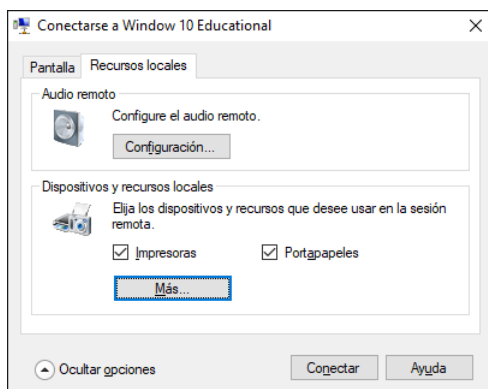 Conectarse a Window 10 Educational
Pantalla
Recursos locales
Audio remoto
Configure el audio remoto.
Configuración...
Dispositivos y recursos locales
Elija los dispositivos y recursos que desee usar en la sesión
remota.
Impresoras
Portapapeles
Más...
Ocultar opciones
Conectar
Ayuda